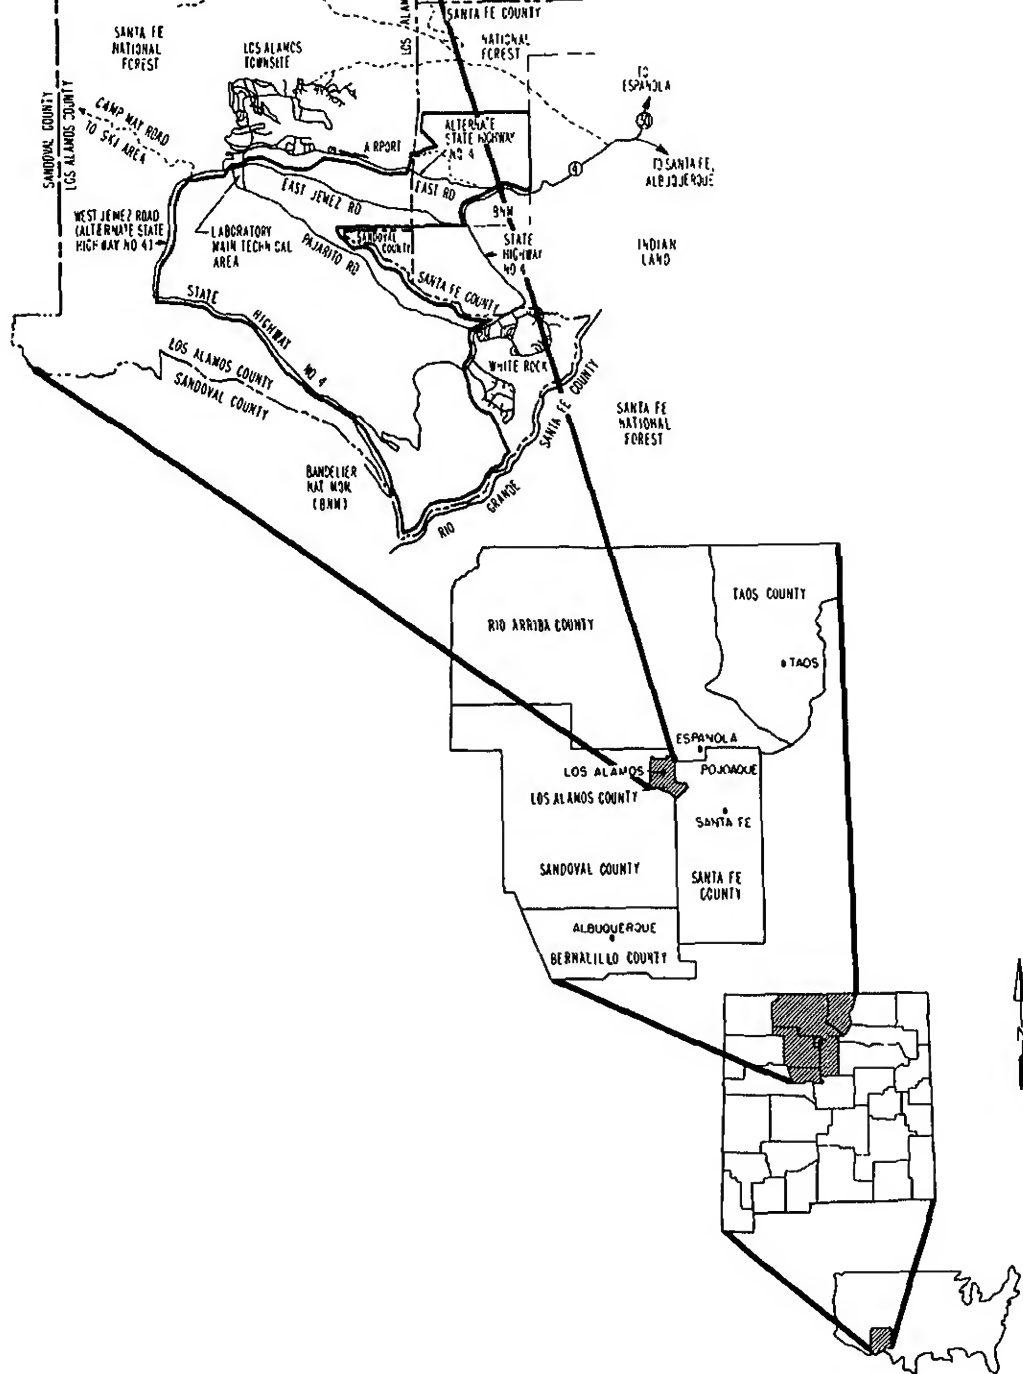 SANTA FE COUNTY
LOS ALAM
SANTA FE
NATIONAL
FOREST
LOS ALAMOS
TOWNSITE
NATIONAL
FOREST
TO
ESPANOLA
SANDOVAL COUNTY
LOS ALAMOS COUNTY
CAMP MAY ROAD
TO SKI AREA
AIRPORT
ALTERNATE
STATE HIGHWAY
NO 4
4
TO SANTA FE,
ALBUQUERQUE
EAST JEMEZ RD
EAST RD
BNM
WEST JEMEZ ROAD
(ALTERNATE STATE
HIGHWAY NO 4)
LABORATORY
MAIN TECHNICAL
AREA
PAJARITO RD
SANDOVAL
COUNTY
STATE
HIGHWAY
NO 4
INDIAN
LAND
SANTA FE COUNTY
STATE
HIGHWAY
NO 4
LOS ALAMOS COUNTY
SANDOVAL COUNTY
WHITE ROCK
SANTA FE COUNTY
SANTA FE
NATIONAL
FOREST
BANDELIER
NAT MON
(BNM)
RIO
GRANDE
TAOS COUNTY
RIO ARRIBA COUNTY
TAOS
ESPANOLA
LOS ALAMOS
POJOAQUE
LOS ALAMOS COUNTY
SANTA FE
SANDOVAL COUNTY
SANTA FE
COUNTY
ALBUQUERQUE
BERNALILLO COUNTY
N